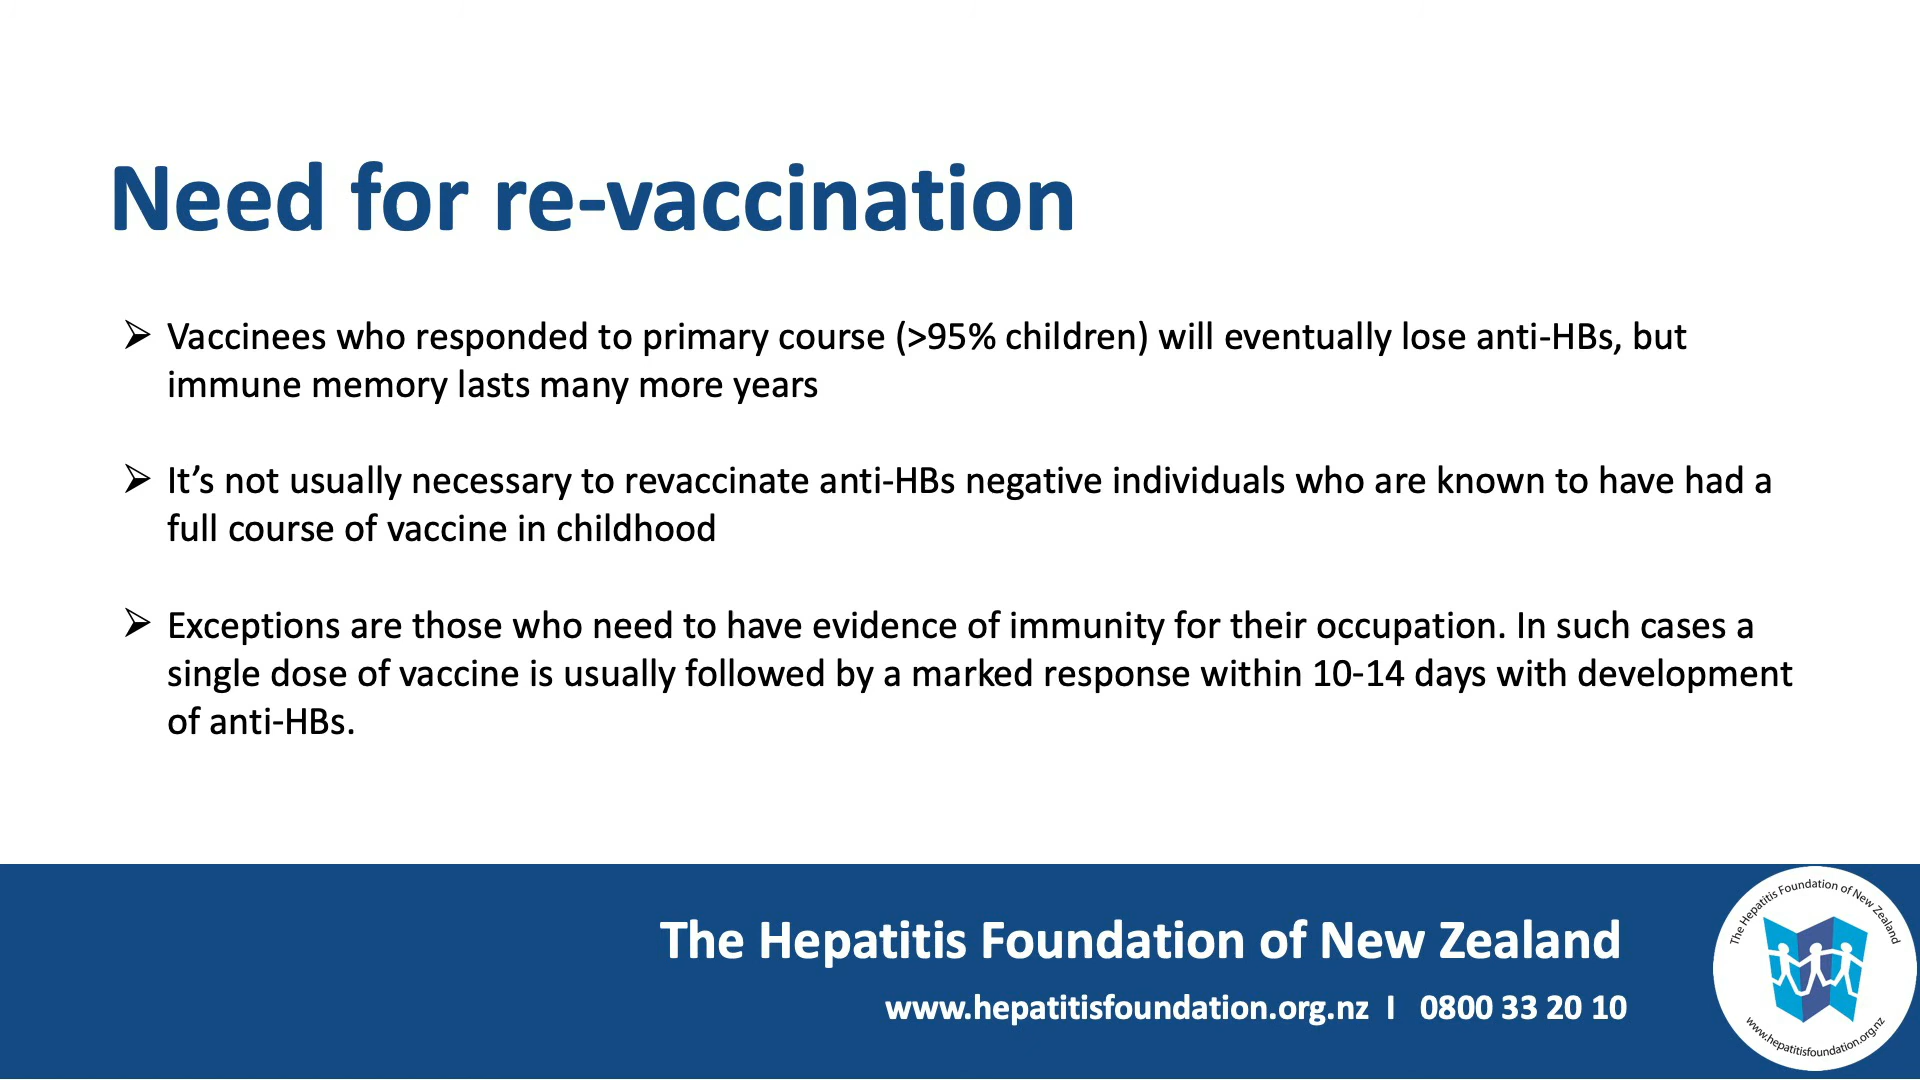 Need for re-vaccination
➢ Vaccinees who responded to primary course (>95% children) will eventually lose anti-HBs, but
immune memory lasts many more years
➢ It’s not usually necessary to revaccinate anti-HBs negative individuals who are known to have had a
full course of vaccine in childhood
➢ Exceptions are those who need to have evidence of immunity for their occupation. In such cases a
single dose of vaccine is usually followed by a marked response within 10-14 days with development
of anti-HBs.
The Hepatitis Foundation of New Zealand
www.hepatitisfoundation.org.nz I 0800 33 20 10
The Hepatitis Foundation of New Zealand
www.hepatitisfoundation.org.nz